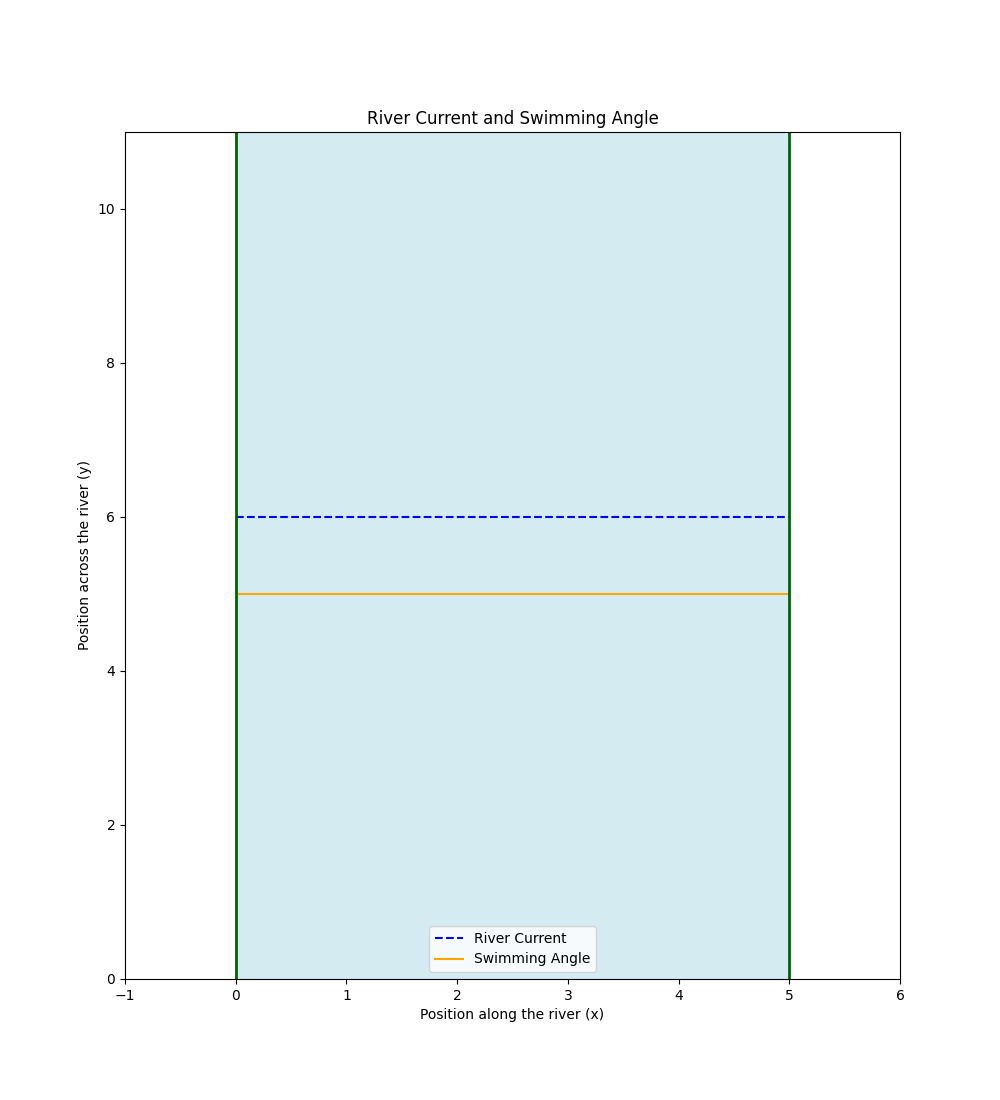 River Current and Swimming Angle
10
8
6
4
2
0
Position across the river (y)
River Current
Swimming Angle
−1 0 1 2 3 4 5 6
Position along the river (x)